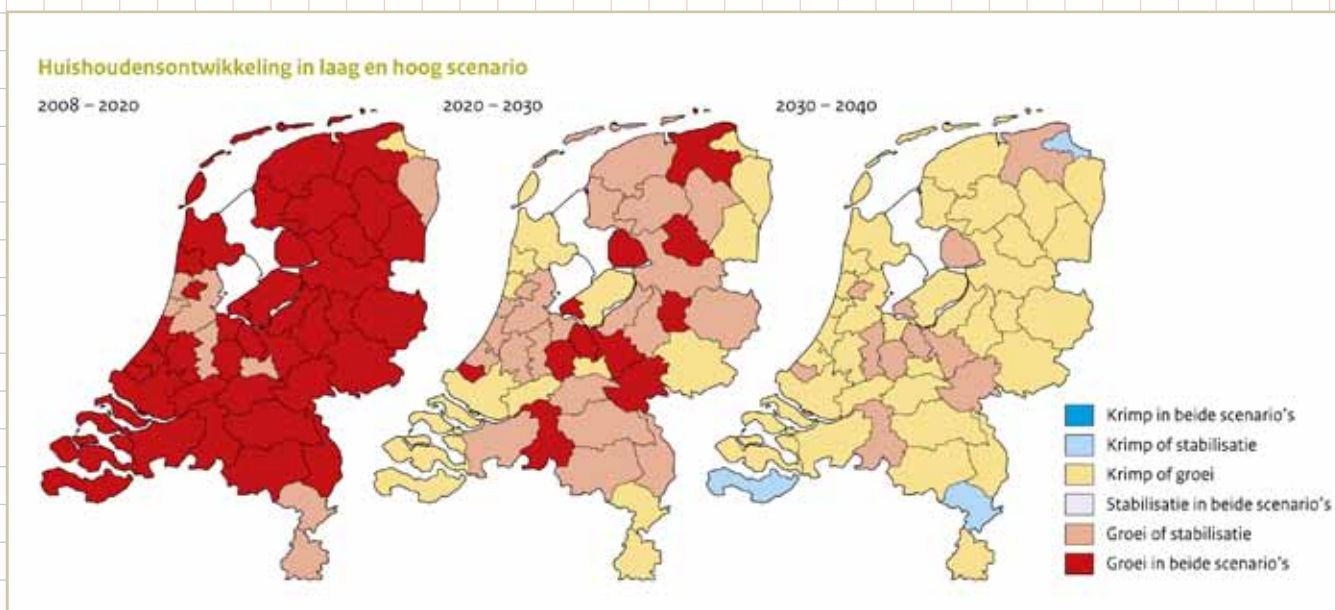 Huishoudensontwikkeling in laag en hoog scenario
2008 – 2020
2020 – 2030
2030 – 2040
Krimp in beide scenario's
Krimp of stabilisatie
Krimp of groei
Stabilisatie in beide scenario's
Groei of stabilisatie
Groei in beide scenario's